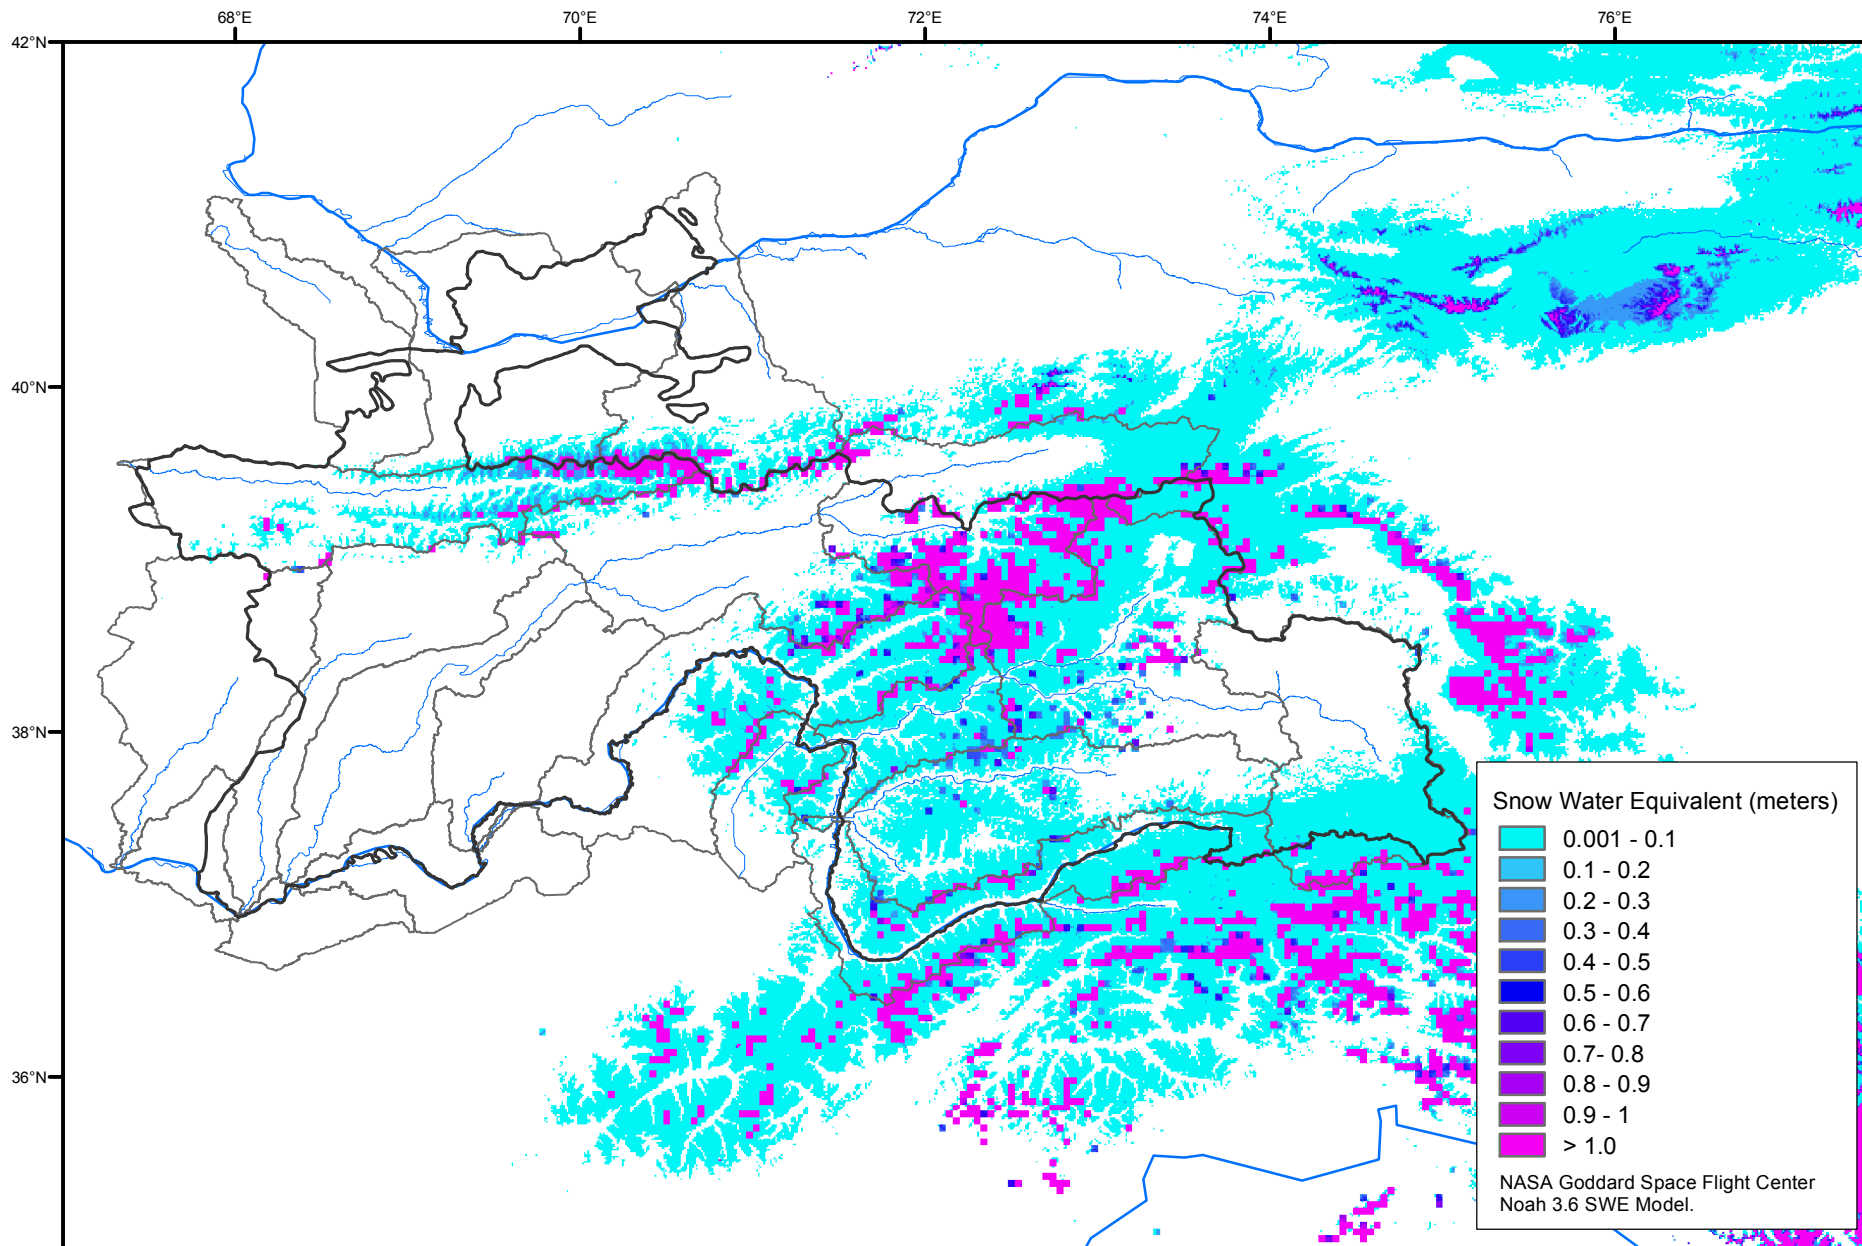 68°E 70°E 72°E 74°E 76°E
42°N
40°N
38°N
36°N
Snow Water Equivalent (meters)
0.001 - 0.1
0.1 - 0.2
0.2 - 0.3
0.3 - 0.4
0.4 - 0.5
0.5 - 0.6
0.6 - 0.7
0.7- 0.8
0.8 - 0.9
0.9 - 1
> 1.0
NASA Goddard Space Flight Center
Noah 3.6 SWE Model.